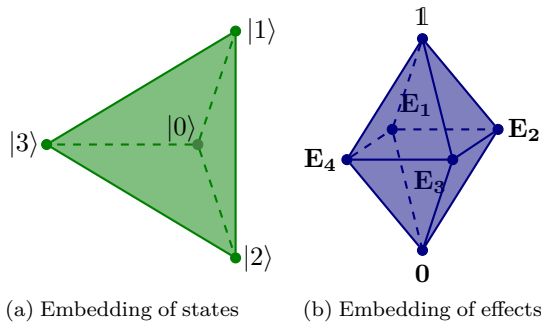 |1⟩
|0⟩
|3⟩
|2⟩
(a) Embedding of states
𝟙
E₁
E₂
E₄
E₃
0
(b) Embedding of effects